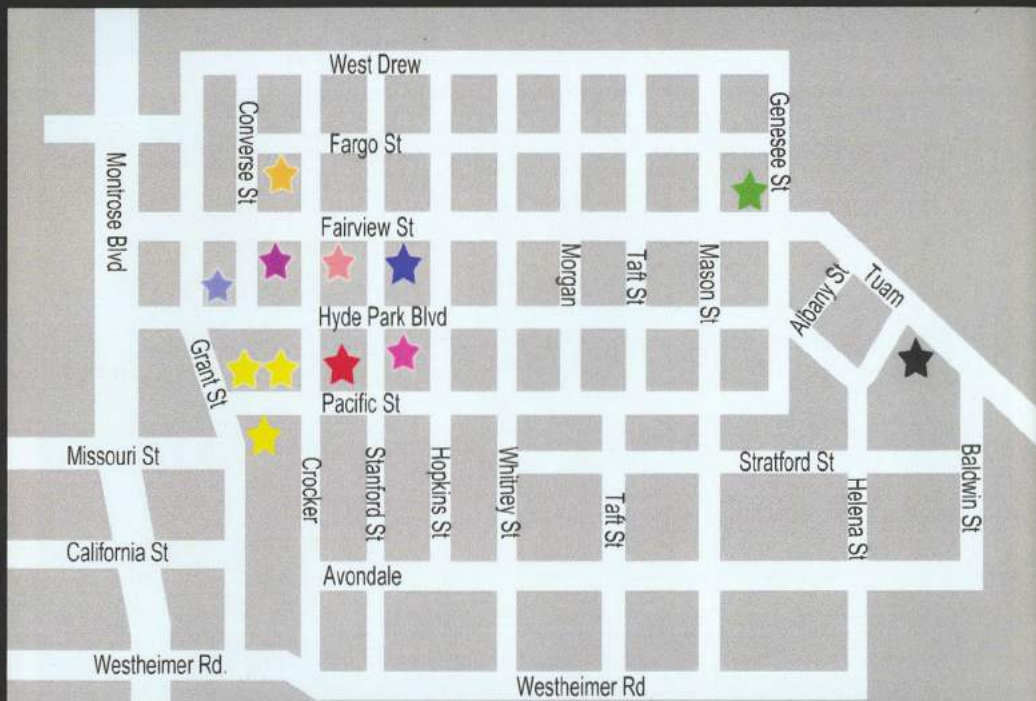 West Drew
Converse St
Fargo St
Genesee St
Montrose Blvd
Fairview St
Morgan
Taft St
Mason St
Albany St
Tuam
Hyde Park Blvd
Grant St
Pacific St
Missouri St
Crocker
Stanford St
Hopkins St
Whitney St
Taft St
Stratford St
Helena St
Baldwin St
California St
Avondale
Westheimer Rd.
Westheimer Rd